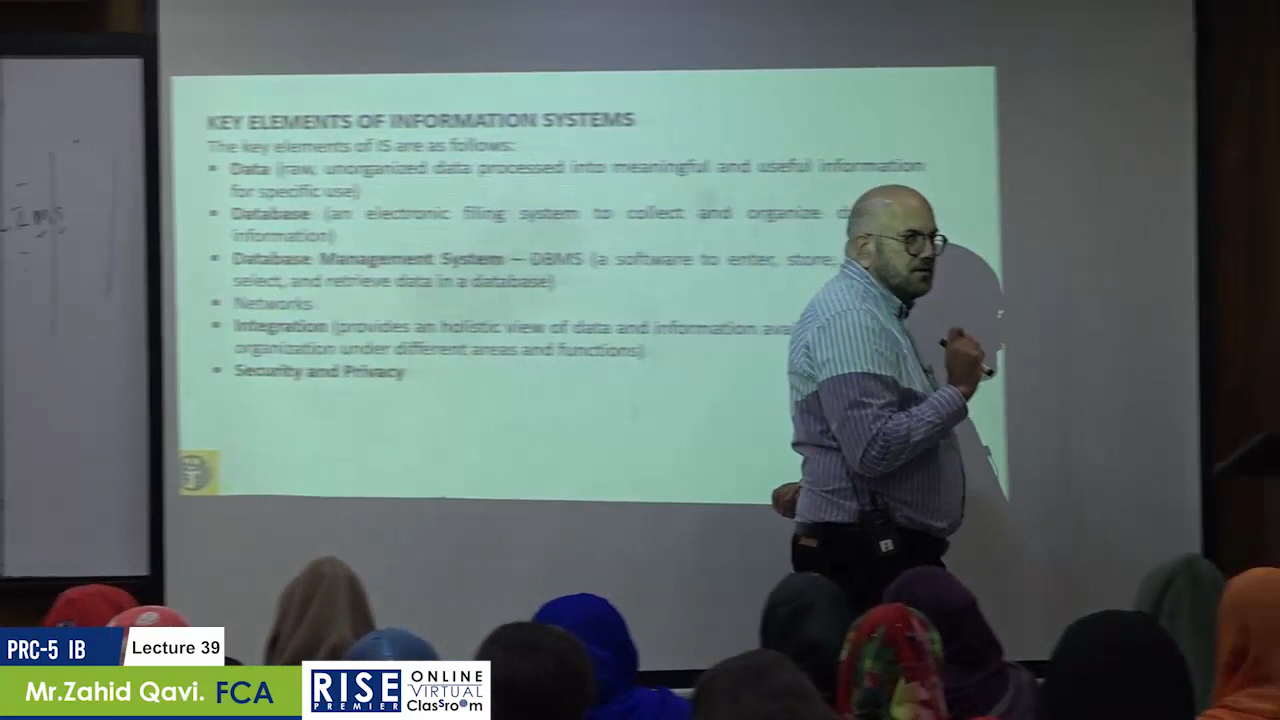 KEY ELEMENTS OF INFORMATION SYSTEMS
The key elements of IS are as follows:
Data (raw, unorganized data processed into meaningful and useful information
for specific use)
Database (an electronic filing system to collect and organize
information)
Database Management System – DBMS (a software to enter, store,
select, and retrieve data in a database)
Networks
Integration (provides an holistic view of data and information
organization under different areas and functions)
Security and Privacy
PRC-5 IB
Lecture 39
Mr.Zahid Qavi. FCA
RISE
PREMIER
ONLINE
VIRTUAL
Classroom